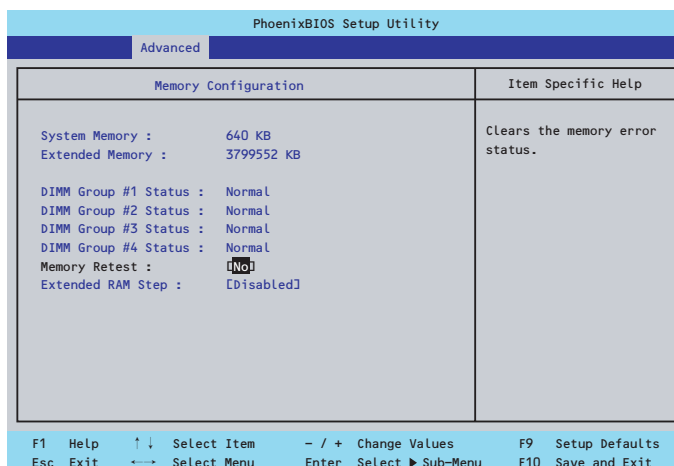 PhoenixBIOS Setup Utility
Advanced
Memory Configuration
Item Specific Help
System Memory : 640 KB
Extended Memory : 3799552 KB
DIMM Group #1 Status : Normal
DIMM Group #2 Status : Normal
DIMM Group #3 Status : Normal
DIMM Group #4 Status : Normal
Memory Retest : [No]
Extended RAM Step : [Disabled]
Clears the memory error
status.
F1 Help ↑↓ Select Item - / + Change Values F9 Setup Defaults
Esc Exit ←→ Select Menu Enter Select ▶ Sub-Menu F10 Save and Exit